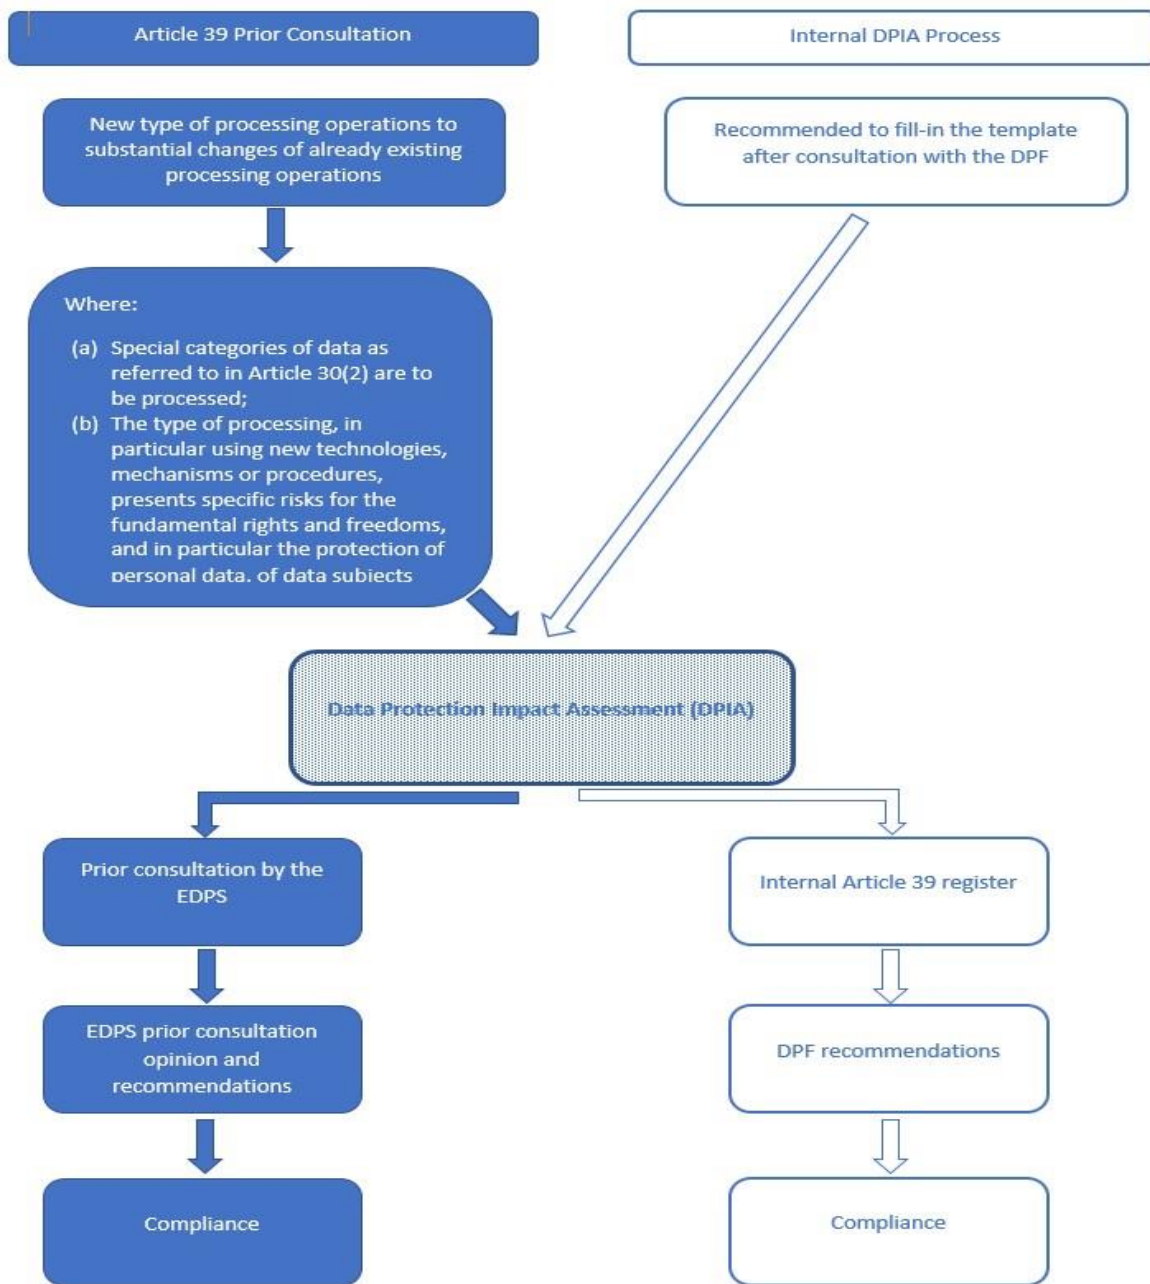 Article 39 Prior Consultation
Internal DPIA Process
New type of processing operations to
substantial changes of already existing
processing operations
Recommended to fill-in the template
after consultation with the DPF
Where:
(a) Special categories of data as
referred to in Article 30(2) are to
be processed;
(b) The type of processing, in
particular using new technologies,
mechanisms or procedures,
presents specific risks for the
fundamental rights and freedoms,
and in particular the protection of
personal data, of data subjects
Data Protection Impact Assessment (DPIA)
Prior consultation by the
EDPS
Internal Article 39 register
EDPS prior consultation
opinion and
recommendations
DPF recommendations
Compliance
Compliance